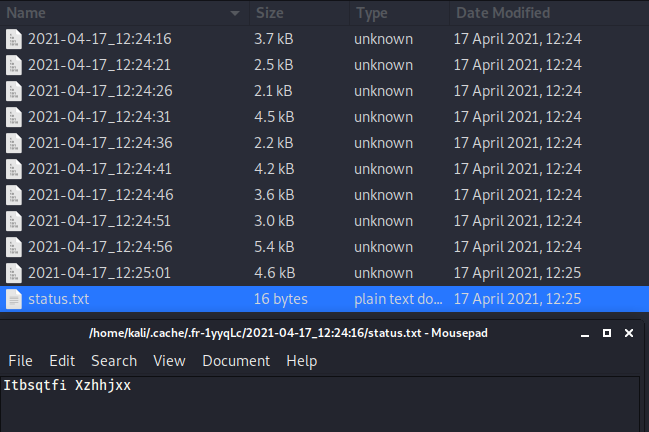 Name Size Type Date Modified
2021-04-17_12:24:16 3.7 kB unknown 17 April 2021, 12:24
2021-04-17_12:24:21 2.5 kB unknown 17 April 2021, 12:24
2021-04-17_12:24:26 2.1 kB unknown 17 April 2021, 12:24
2021-04-17_12:24:31 4.5 kB unknown 17 April 2021, 12:24
2021-04-17_12:24:36 2.2 kB unknown 17 April 2021, 12:24
2021-04-17_12:24:41 4.2 kB unknown 17 April 2021, 12:24
2021-04-17_12:24:46 3.6 kB unknown 17 April 2021, 12:24
2021-04-17_12:24:51 3.0 kB unknown 17 April 2021, 12:24
2021-04-17_12:24:56 5.4 kB unknown 17 April 2021, 12:24
2021-04-17_12:25:01 4.6 kB unknown 17 April 2021, 12:25
status.txt 16 bytes plain text do... 17 April 2021, 12:25
/home/kali/.cache/.fr-1yyqLc/2021-04-17_12:24:16/status.txt - Mousepad
File Edit Search View Document Help
Itbsqtfi Xzhhjxx